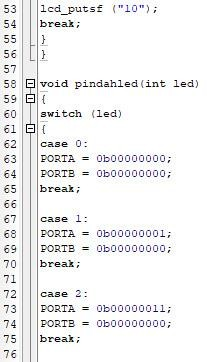 53 lcd_putsf ("10");
54 break;
55 }
56 }
57
58 void pindahled(int led)
59 {
60 switch (led)
61 {
62 case 0:
63 PORTA = 0b00000000;
64 PORTB = 0b00000000;
65 break;
66
67 case 1:
68 PORTA = 0b00000001;
69 PORTB = 0b00000000;
70 break;
71
72 case 2:
73 PORTA = 0b00000011;
74 PORTB = 0b00000000;
75 break;
76